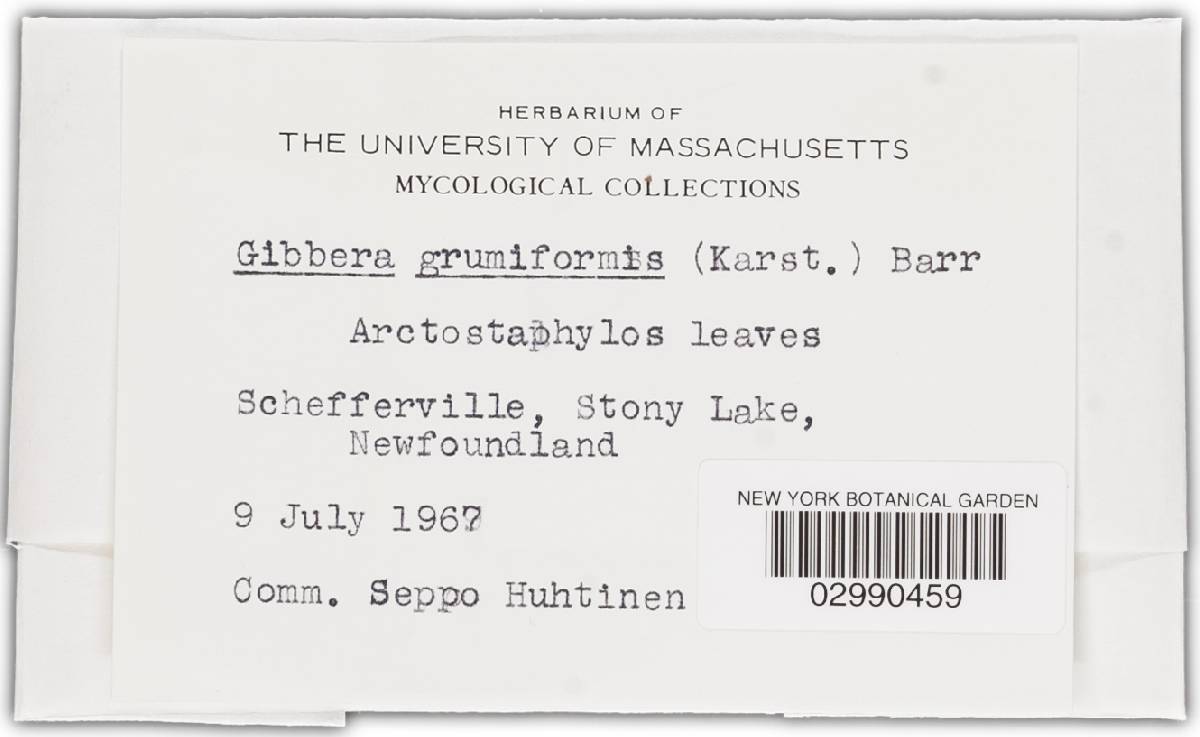 HERBARIUM OF
THE UNIVERSITY OF MASSACHUSETTS
MYCOLOGICAL COLLECTIONS
Gibbera grumiformis (Karst.) Barr
Arctostaphylos leaves
Schefferville, Stony Lake,
Newfoundland
9 July 1967
Comm. Seppo Huhtinen
NEW YORK BOTANICAL GARDEN
02990459